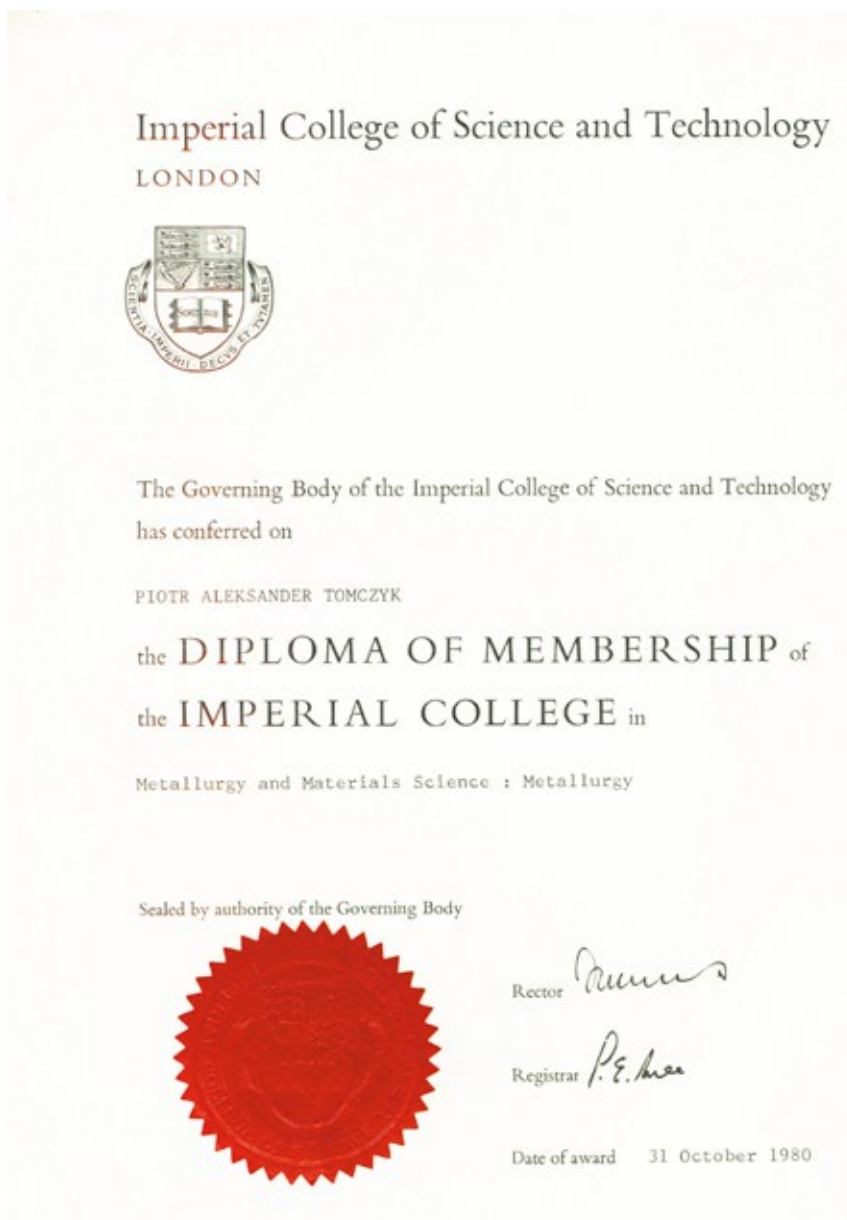 Imperial College of Science and Technology
LONDON
SCIENTIA · IMPERII · DECVS ET TVTAMEN
The Governing Body of the Imperial College of Science and Technology
has conferred on
PIOTR ALEKSANDER TOMCZYK
the DIPLOMA OF MEMBERSHIP of
the IMPERIAL COLLEGE in
Metallurgy and Materials Science : Metallurgy
Sealed by authority of the Governing Body
Rector
Registrar P. E.
Date of award 31 October 1980